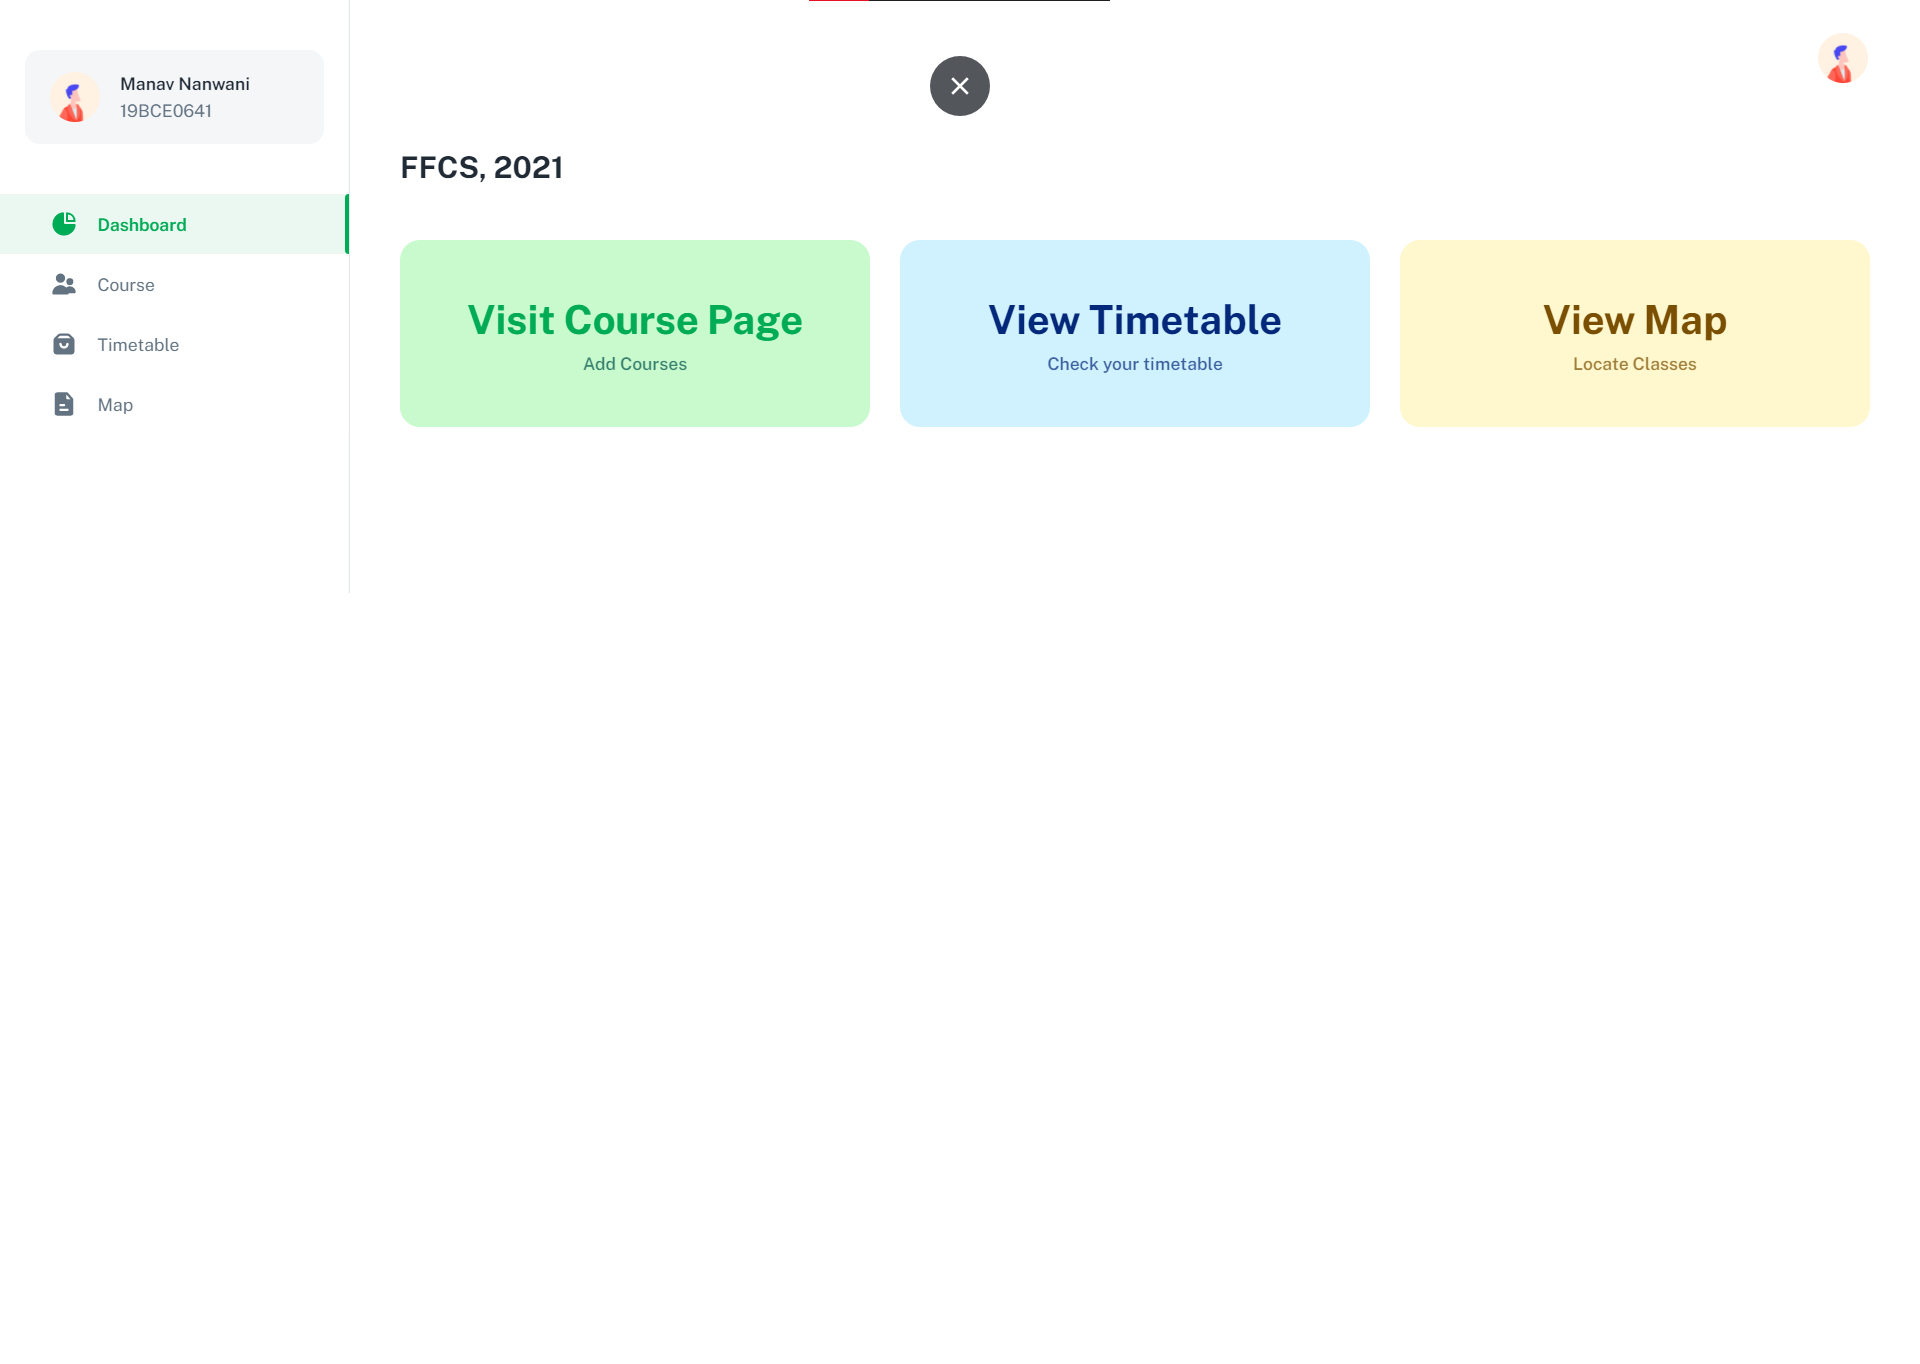 Manav Nanwani
19BCE0641
Dashboard
Course
Timetable
Map
FFCS, 2021
Visit Course Page
Add Courses
View Timetable
Check your timetable
View Map
Locate Classes